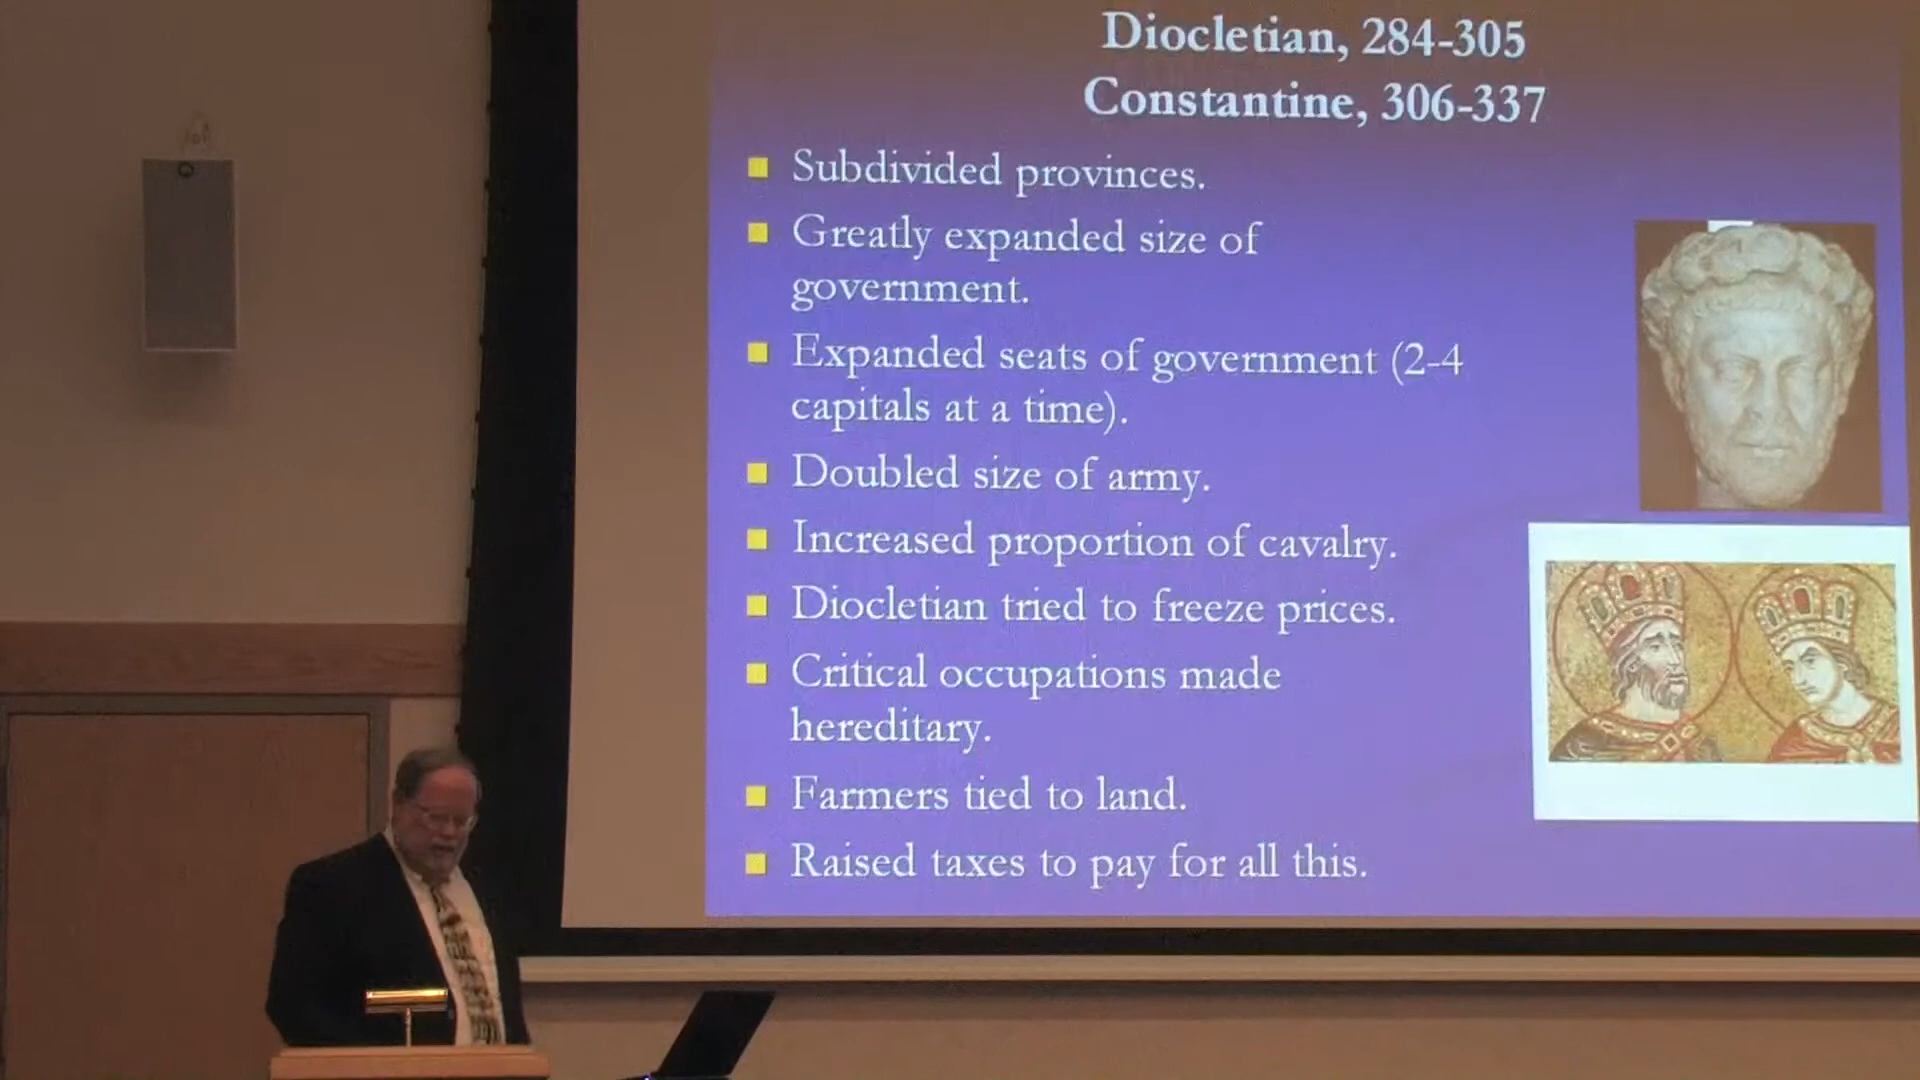 Diocletian, 284-305
Constantine, 306-337
Subdivided provinces.
Greatly expanded size of
government.
Expanded seats of government (2-4
capitals at a time).
Doubled size of army.
Increased proportion of cavalry.
Diocletian tried to freeze prices.
Critical occupations made
hereditary.
Farmers tied to land.
Raised taxes to pay for all this.